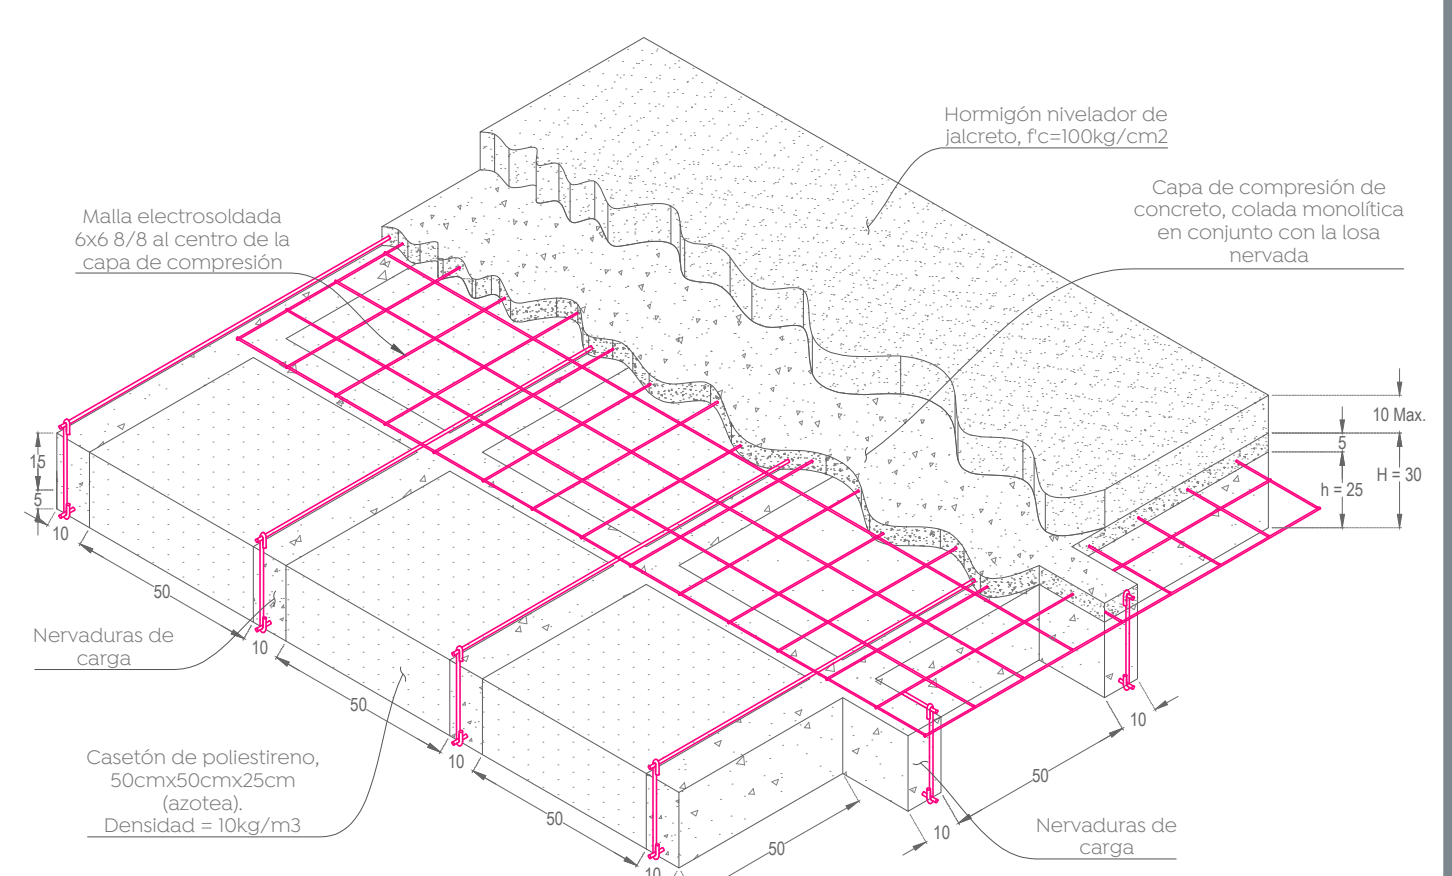 Hormigón nivelador de
jalcreto, f'c=100kg/cm2
Capa de compresión de
concreto, colada monolítica
en conjunto con la losa
nervada
Malla electrosoldada
6x6 8/8 al centro de la
capa de compresión
10 Max.
5
H = 30
h = 25
15
5
10
50
Nervaduras de
carga
10
50
10
50
10
Casetón de poliestireno,
50cmx50cmx25cm
(azotea).
Densidad = 10kg/m3
50
10
50
10
Nervaduras de
carga